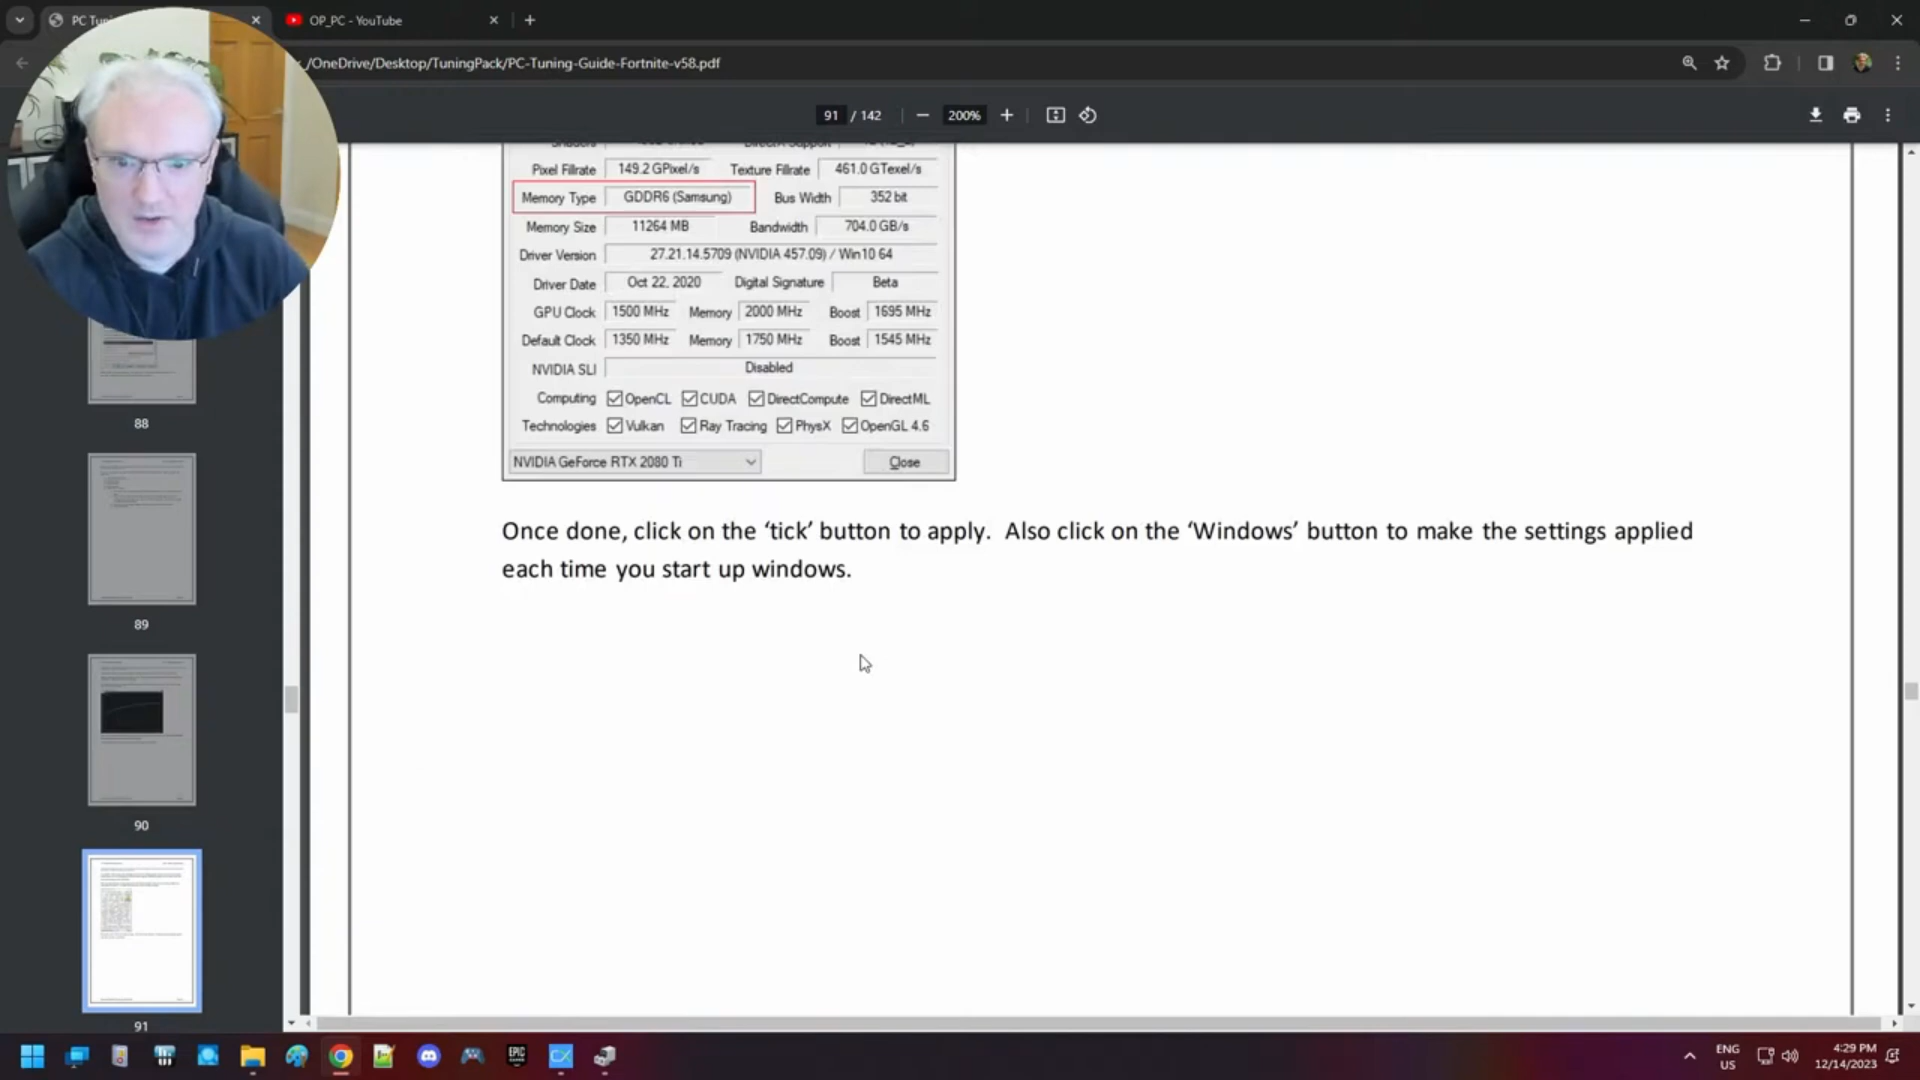 PC Tu
OP_PC - YouTube
/OneDrive/Desktop/TuningPack/PC-Tuning-Guide-Fortnite-v58.pdf
91 / 142
200%
Pixel Fillrate 149.2 GPixel/s Texture Fillrate 461.0 GTexel/s
Memory Type GDDR6 (Samsung) Bus Width 352 bit
Memory Size 11264 MB Bandwidth 704.0 GB/s
Driver Version 27.21.14.5709 (NVIDIA 457.09) / Win10 64
Driver Date Oct 22, 2020 Digital Signature Beta
GPU Clock 1500 MHz Memory 2000 MHz Boost 1695 MHz
Default Clock 1350 MHz Memory 1750 MHz Boost 1545 MHz
NVIDIA SLI Disabled
Computing OpenCL CUDA DirectCompute DirectML
Technologies Vulkan Ray Tracing PhysX OpenGL 4.6
NVIDIA GeForce RTX 2080 Ti Close
Once done, click on the ‘tick’ button to apply. Also click on the ‘Windows’ button to make the settings applied
each time you start up windows.
88
89
90
91
EPIC
CX
ENG
US
4:29 PM
12/14/2023